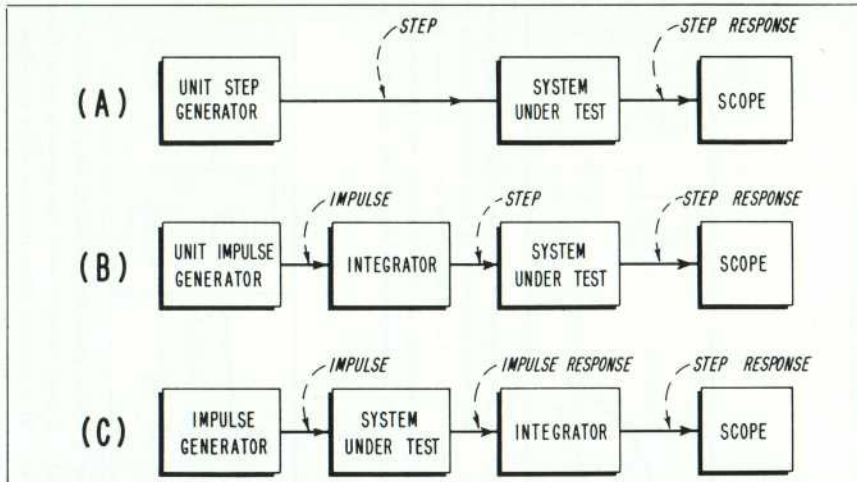 STEP
STEP RESPONSE
(A)
UNIT STEP
GENERATOR
SYSTEM
UNDER TEST
SCOPE
IMPULSE
STEP
STEP RESPONSE
(B)
UNIT IMPULSE
GENERATOR
INTEGRATOR
SYSTEM
UNDER TEST
SCOPE
IMPULSE
IMPULSE RESPONSE
STEP RESPONSE
(C)
IMPULSE
GENERATOR
SYSTEM
UNDER TEST
INTEGRATOR
SCOPE